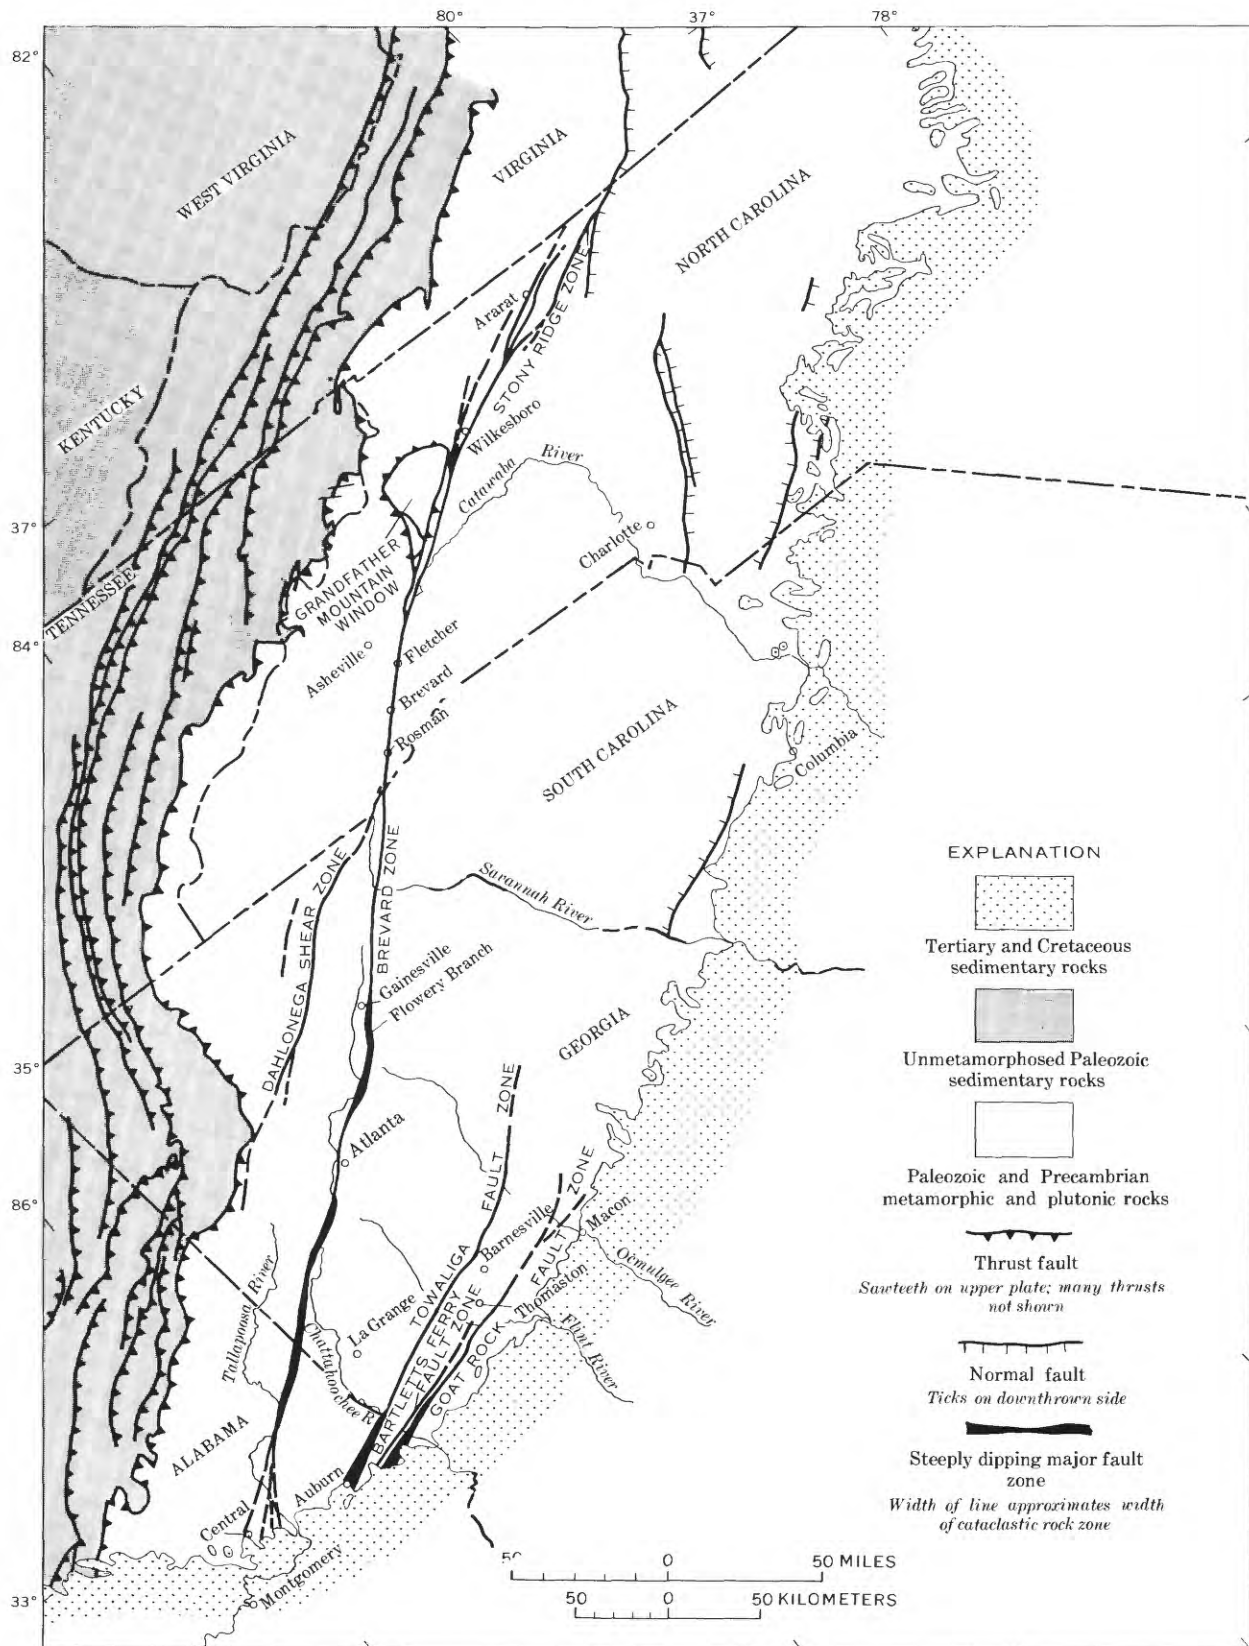 80°
37°
78°
82°
WEST VIRGINIA
VIRGINIA
NORTH CAROLINA
Ararat
STONY RIDGE ZONE
KENTUCKY
Wilkesboro
Catawba River
37°
TENNESSEE
GRANDFATHER
MOUNTAIN
WINDOW
Charlotte
84°
Asheville
Fletcher
Brevard
Rosman
SOUTH CAROLINA
Columbia
DAHLONEGA SHEAR ZONE
BREVARD ZONE
Savannah River
Gainesville
Flowery Branch
GEORGIA
35°
Atlanta
TOWALIGA FAULT ZONE
86°
Barnesville
Macon
Ocmulgee River
Tallapoosa River
La Grange
Thomaston
Flint River
Chattahoochee R
BARTLETTS FERRY
FAULT ZONE
GOAT ROCK FAULT ZONE
ALABAMA
Auburn
Central
Montgomery
33°
EXPLANATION
Tertiary and Cretaceous
sedimentary rocks
Unmetamorphosed Paleozoic
sedimentary rocks
Paleozoic and Precambrian
metamorphic and plutonic rocks
Thrust fault
Sawteeth on upper plate; many thrusts
not shown
Normal fault
Ticks on downthrown side
Steeply dipping major fault
zone
Width of line approximates width
of cataclastic rock zone
50 0 50 MILES
50 0 50 KILOMETERS